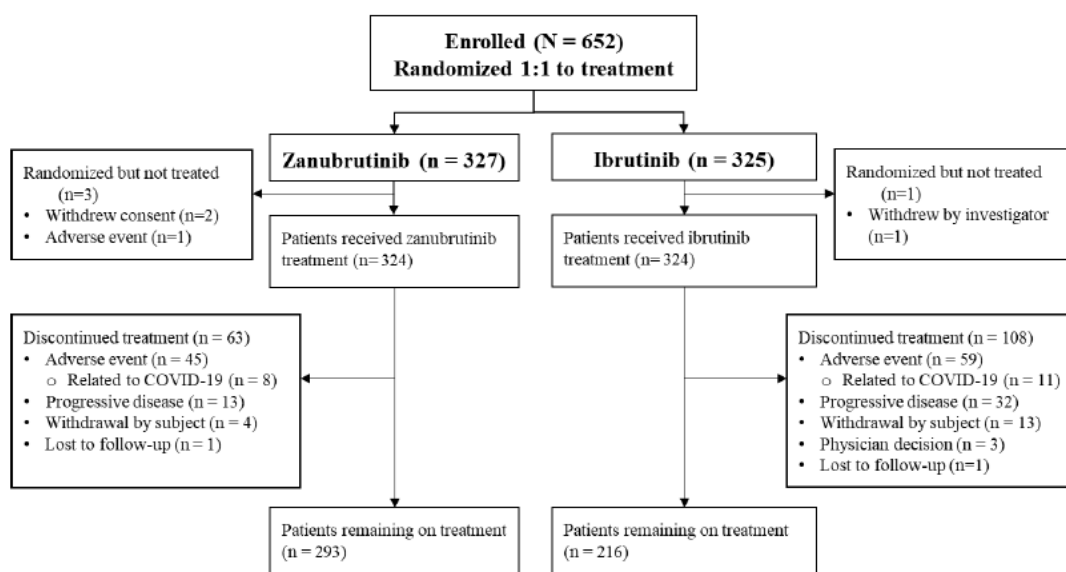 Enrolled (N = 652)
Randomized 1:1 to treatment
Zanubrutinib (n = 327)
Ibrutinib (n = 325)
Randomized but not treated
(n=3)
• Withdrew consent (n=2)
• Adverse event (n=1)
Randomized but not treated
(n=1)
• Withdrew by investigator
(n=1)
Patients received zanubrutinib
treatment (n= 324)
Patients received ibrutinib
treatment (n= 324)
Discontinued treatment (n = 63)
• Adverse event (n = 45)
o Related to COVID-19 (n = 8)
• Progressive disease (n = 13)
• Withdrawal by subject (n = 4)
• Lost to follow-up (n = 1)
Discontinued treatment (n = 108)
• Adverse event (n = 59)
o Related to COVID-19 (n = 11)
• Progressive disease (n = 32)
• Withdrawal by subject (n = 13)
• Physician decision (n = 3)
• Lost to follow-up (n=1)
Patients remaining on treatment
(n = 293)
Patients remaining on treatment
(n = 216)